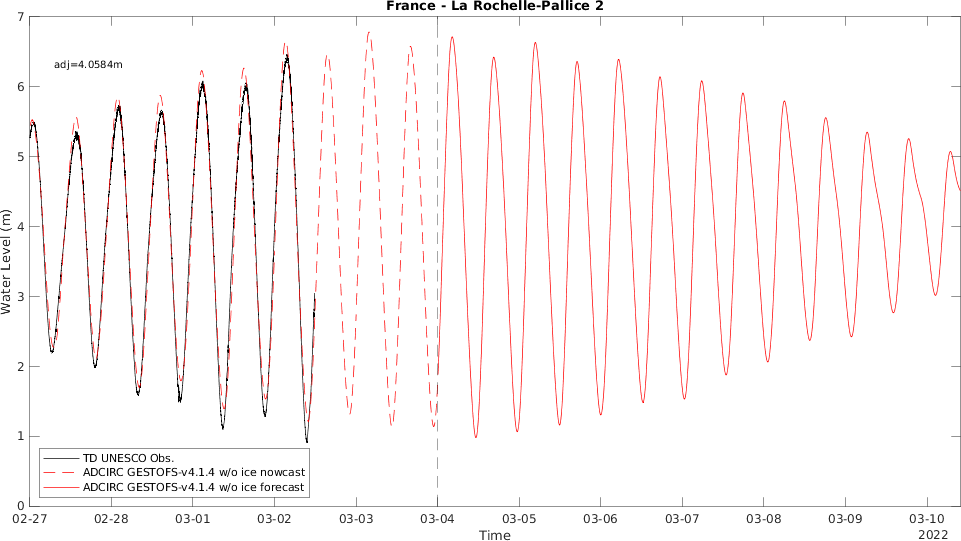 France - La Rochelle-Pallice 2
adj=4.0584m
7
6
5
4
3
2
1
0
Water Level (m)
TD UNESCO Obs.
ADCIRC GESTOFS-v4.1.4 w/o ice nowcast
ADCIRC GESTOFS-v4.1.4 w/o ice forecast
02-27 02-28 03-01 03-02 03-03 03-04 03-05 03-06 03-07 03-08 03-09 03-10
Time
2022